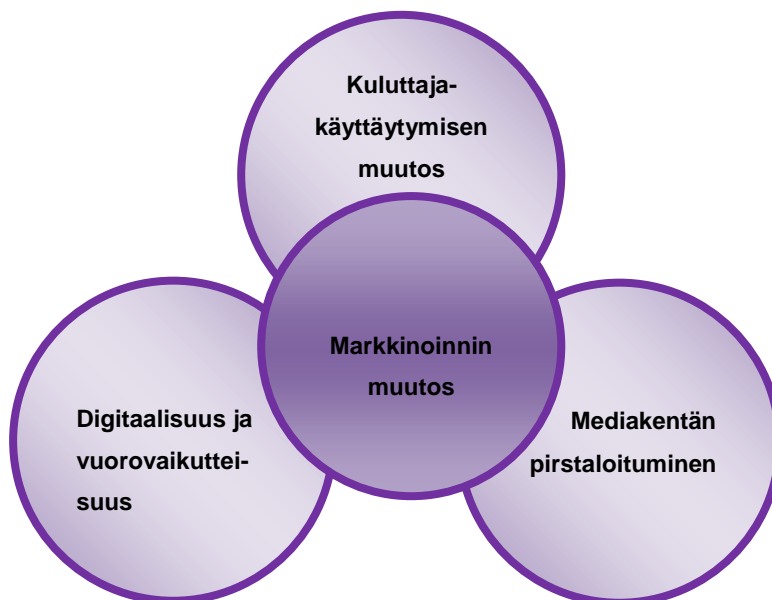 Kuluttaja-
käyttäytymisen
muutos
Markkinoinnin
muutos
Digitaalisuus ja
vuorovaikuttei-
suus
Mediakentän
pirstaloituminen